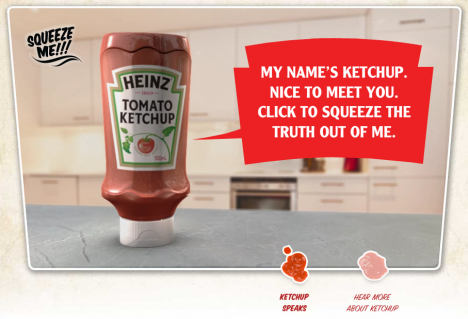 SQUEEZE
ME!!!
HEINZ
TOMATO
KETCHUP
MY NAME'S KETCHUP.
NICE TO MEET YOU.
CLICK TO SQUEEZE THE
TRUTH OUT OF ME.
KETCHUP
SPEAKS
HEAR MORE
ABOUT KETCHUP